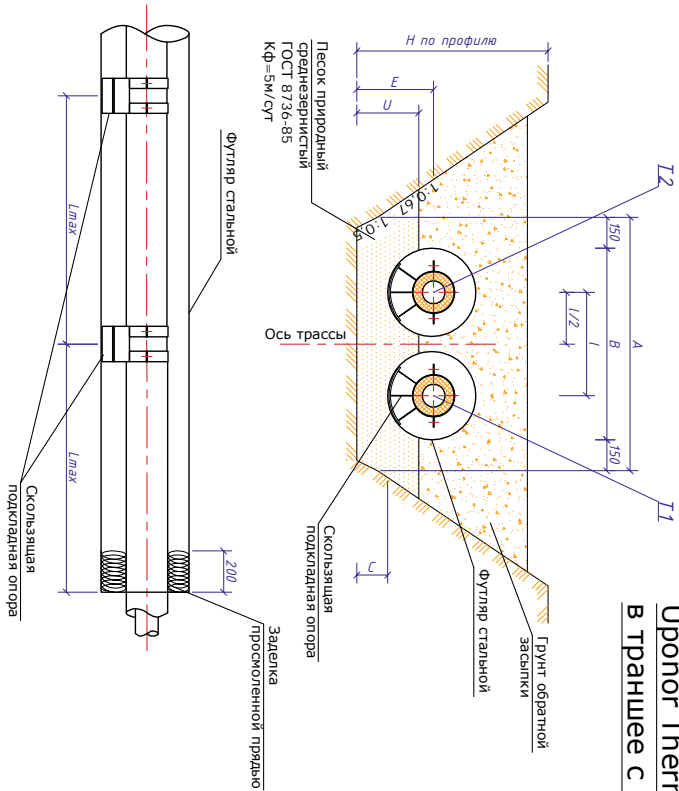 Uponor Therm
в траншее с
T2
T1
A
150
B
150
l
l/2
Н по профилю
E
U
C
1:0,67
1:0,5
Песок природный
среднезернистый
ГОСТ 8736-85
Кф=5м/сут
Ось трассы
Грунт обратной
засыпки
Футляр стальной
Скользящая
подкладная опора
Футляр стальной
Lmax
Lmax
200
Скользящая
подкладная опора
Заделка
просмоленной прядью